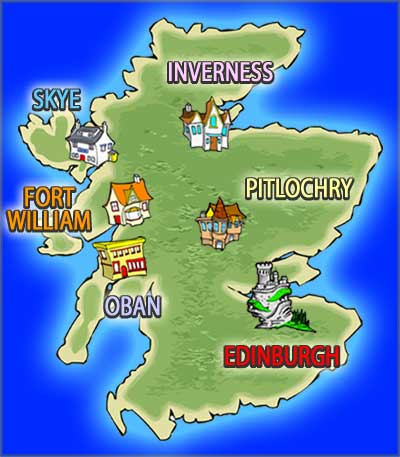 INVERNESS
SKYE
PITLOCHRY
FORT
WILLIAM
OBAN
EDINBURGH